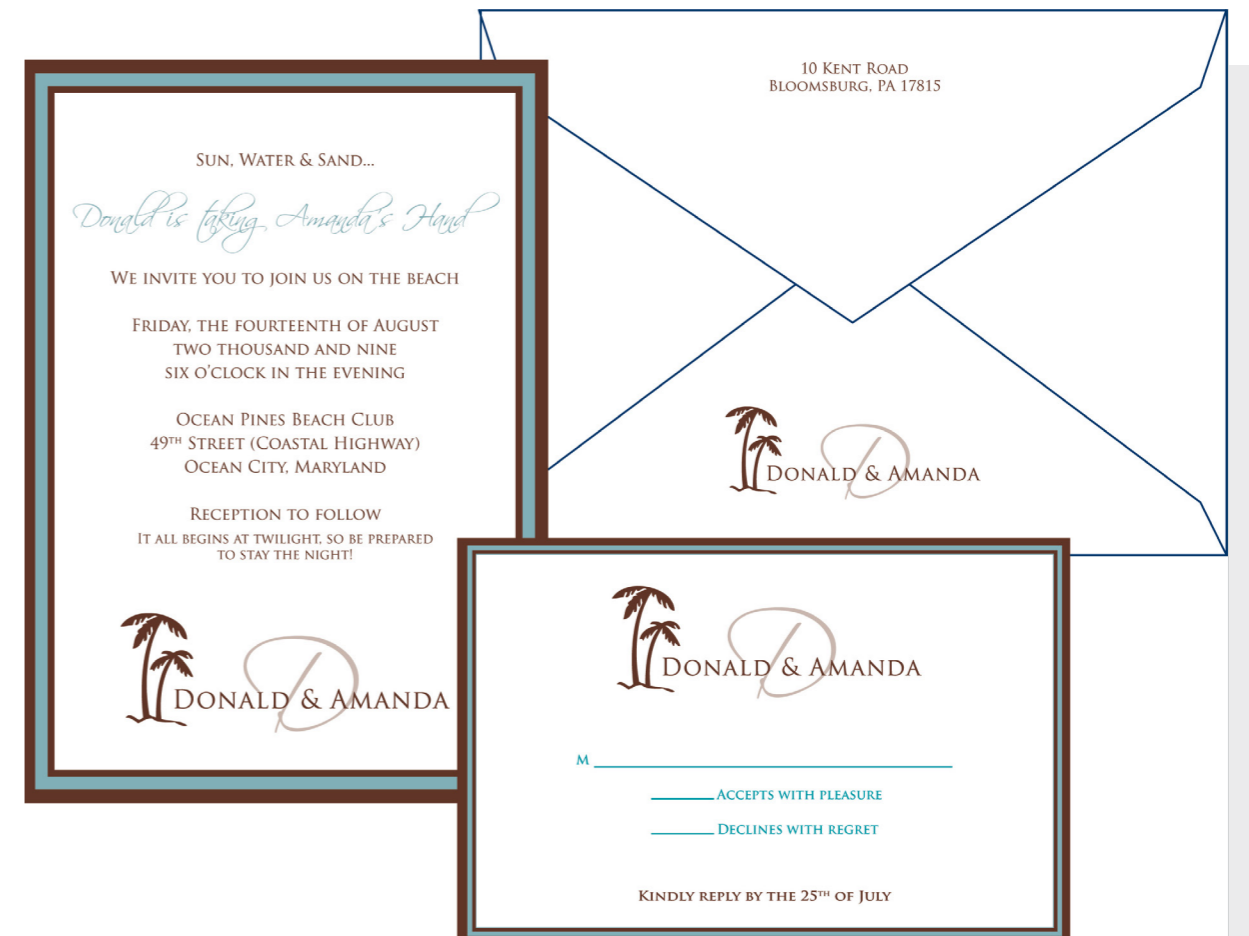 Sun, Water & Sand...
Donald is taking Amanda's Hand
We invite you to join us on the beach
Friday, the fourteenth of August
two thousand and nine
six o'clock in the evening
Ocean Pines Beach Club
49th Street (Coastal Highway)
Ocean City, Maryland
Reception to follow
It all begins at twilight, so be prepared
to stay the night!
D
Donald & Amanda
10 Kent Road
Bloomsburg, PA 17815
D
Donald & Amanda
D
Donald & Amanda
M
Accepts with pleasure
Declines with regret
Kindly reply by the 25th of July